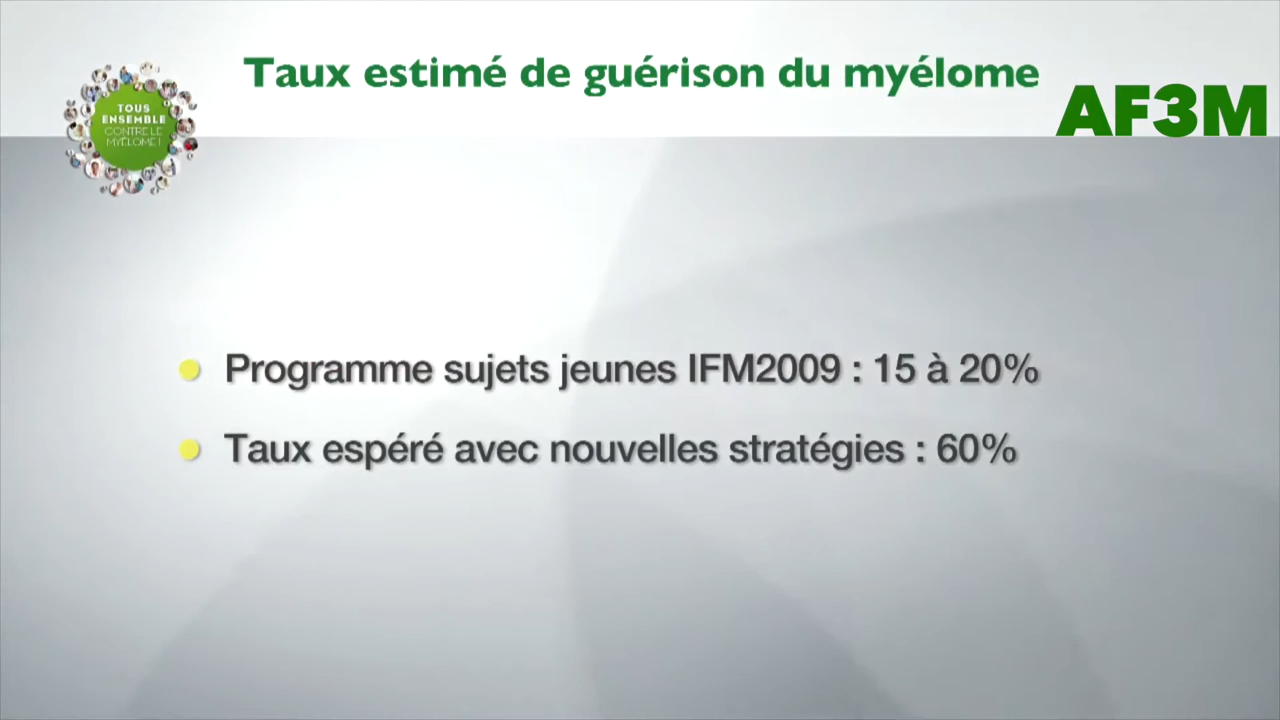 Taux estimé de guérison du myélome
AF3M
TOUS
ENSEMBLE
CONTRE LE
MYÉLOME !
Programme sujets jeunes IFM2009 : 15 à 20%
Taux espéré avec nouvelles stratégies : 60%